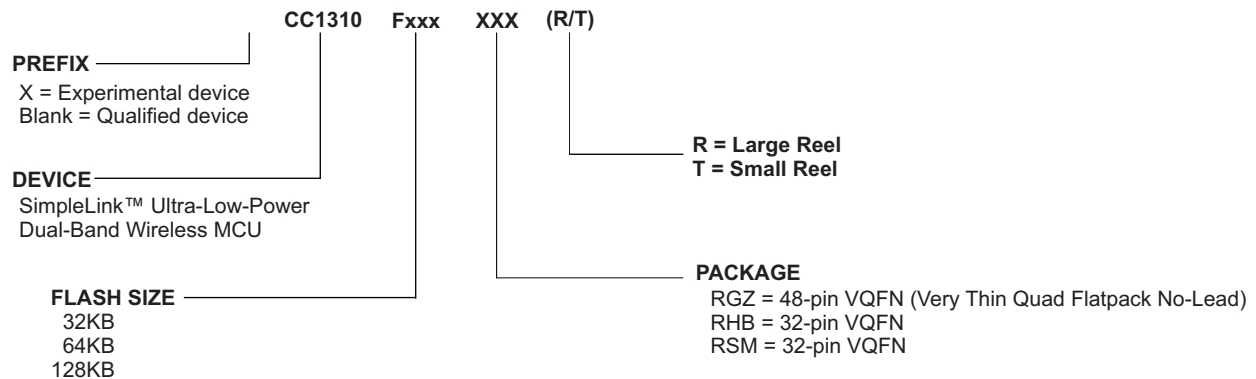 CC1310 Fxxx XXX (R/T)
PREFIX
X = Experimental device
Blank = Qualified device
R = Large Reel
T = Small Reel
DEVICE
SimpleLink™ Ultra-Low-Power
Dual-Band Wireless MCU
PACKAGE
RGZ = 48-pin VQFN (Very Thin Quad Flatpack No-Lead)
RHB = 32-pin VQFN
RSM = 32-pin VQFN
FLASH SIZE
32KB
64KB
128KB